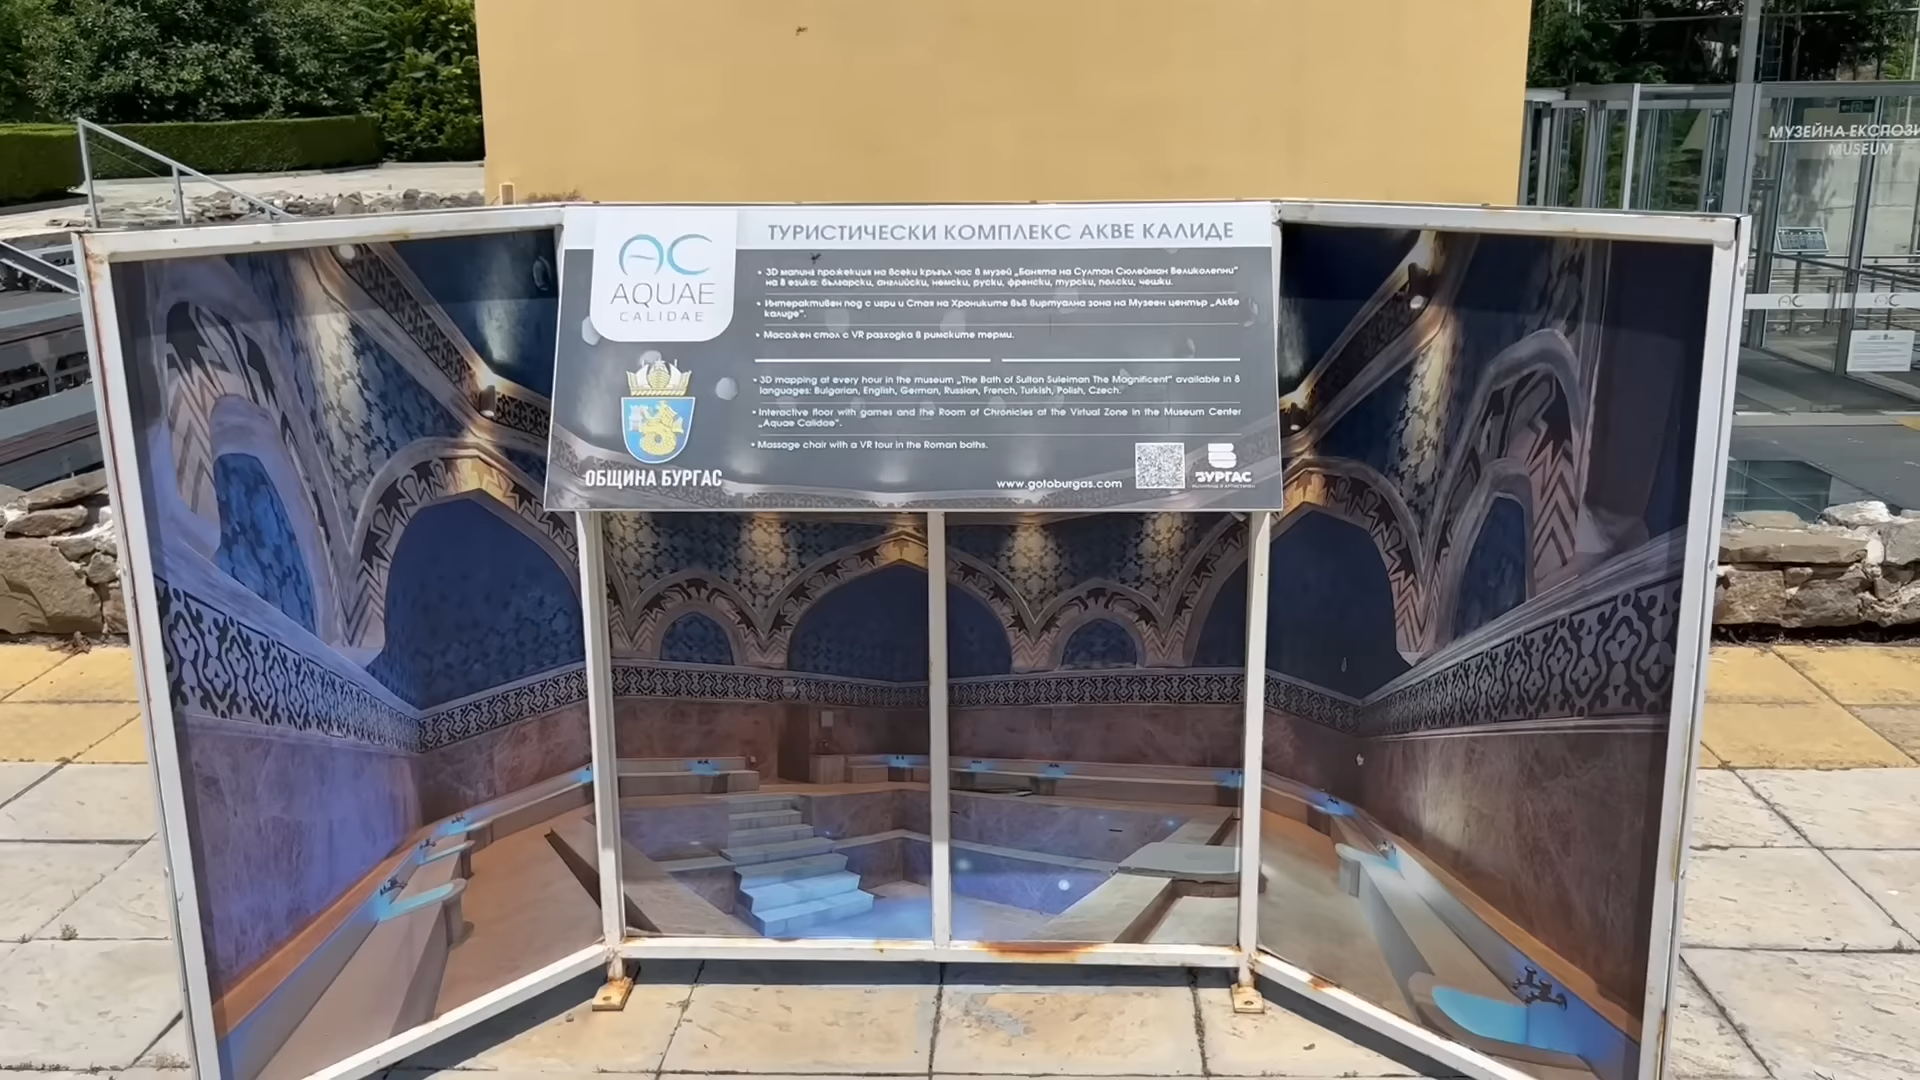 МУЗЕЙНА ЕКСПОЗИ
MUSEUM
ТУРИСТИЧЕСКИ КОМПЛЕКС АКВЕ КАЛИДЕ
AC
AQUAE
CALIDAE
• 3D мапинг прожекция на всеки кръгъл час в музей „Банята на Султан Сюлейман Великолепни"
на 8 езика: български, английски, немски, руски, френски, турски, полски, чешки.
• Интерактивен под с игри и Стая на Хрониките във виртуална зона на Музеен център „Акве
калиде".
• Масажен стол с VR разходка в римските терми.
• 3D mapping at every hour in the museum „The Bath of Sultan Suleiman The Magnificent" available in 8
languages: Bulgarian, English, German, Russian, French, Turkish, Polish, Czech.
• Interactive floor with games and the Room of Chronicles at the Virtual Zone in the Museum Center
„Aquae Calidae".
• Massage chair with a VR tour in the Roman baths.
ОБЩИНА БУРГАС
www.gotoburgas.com
БУРГАС
AC
AC